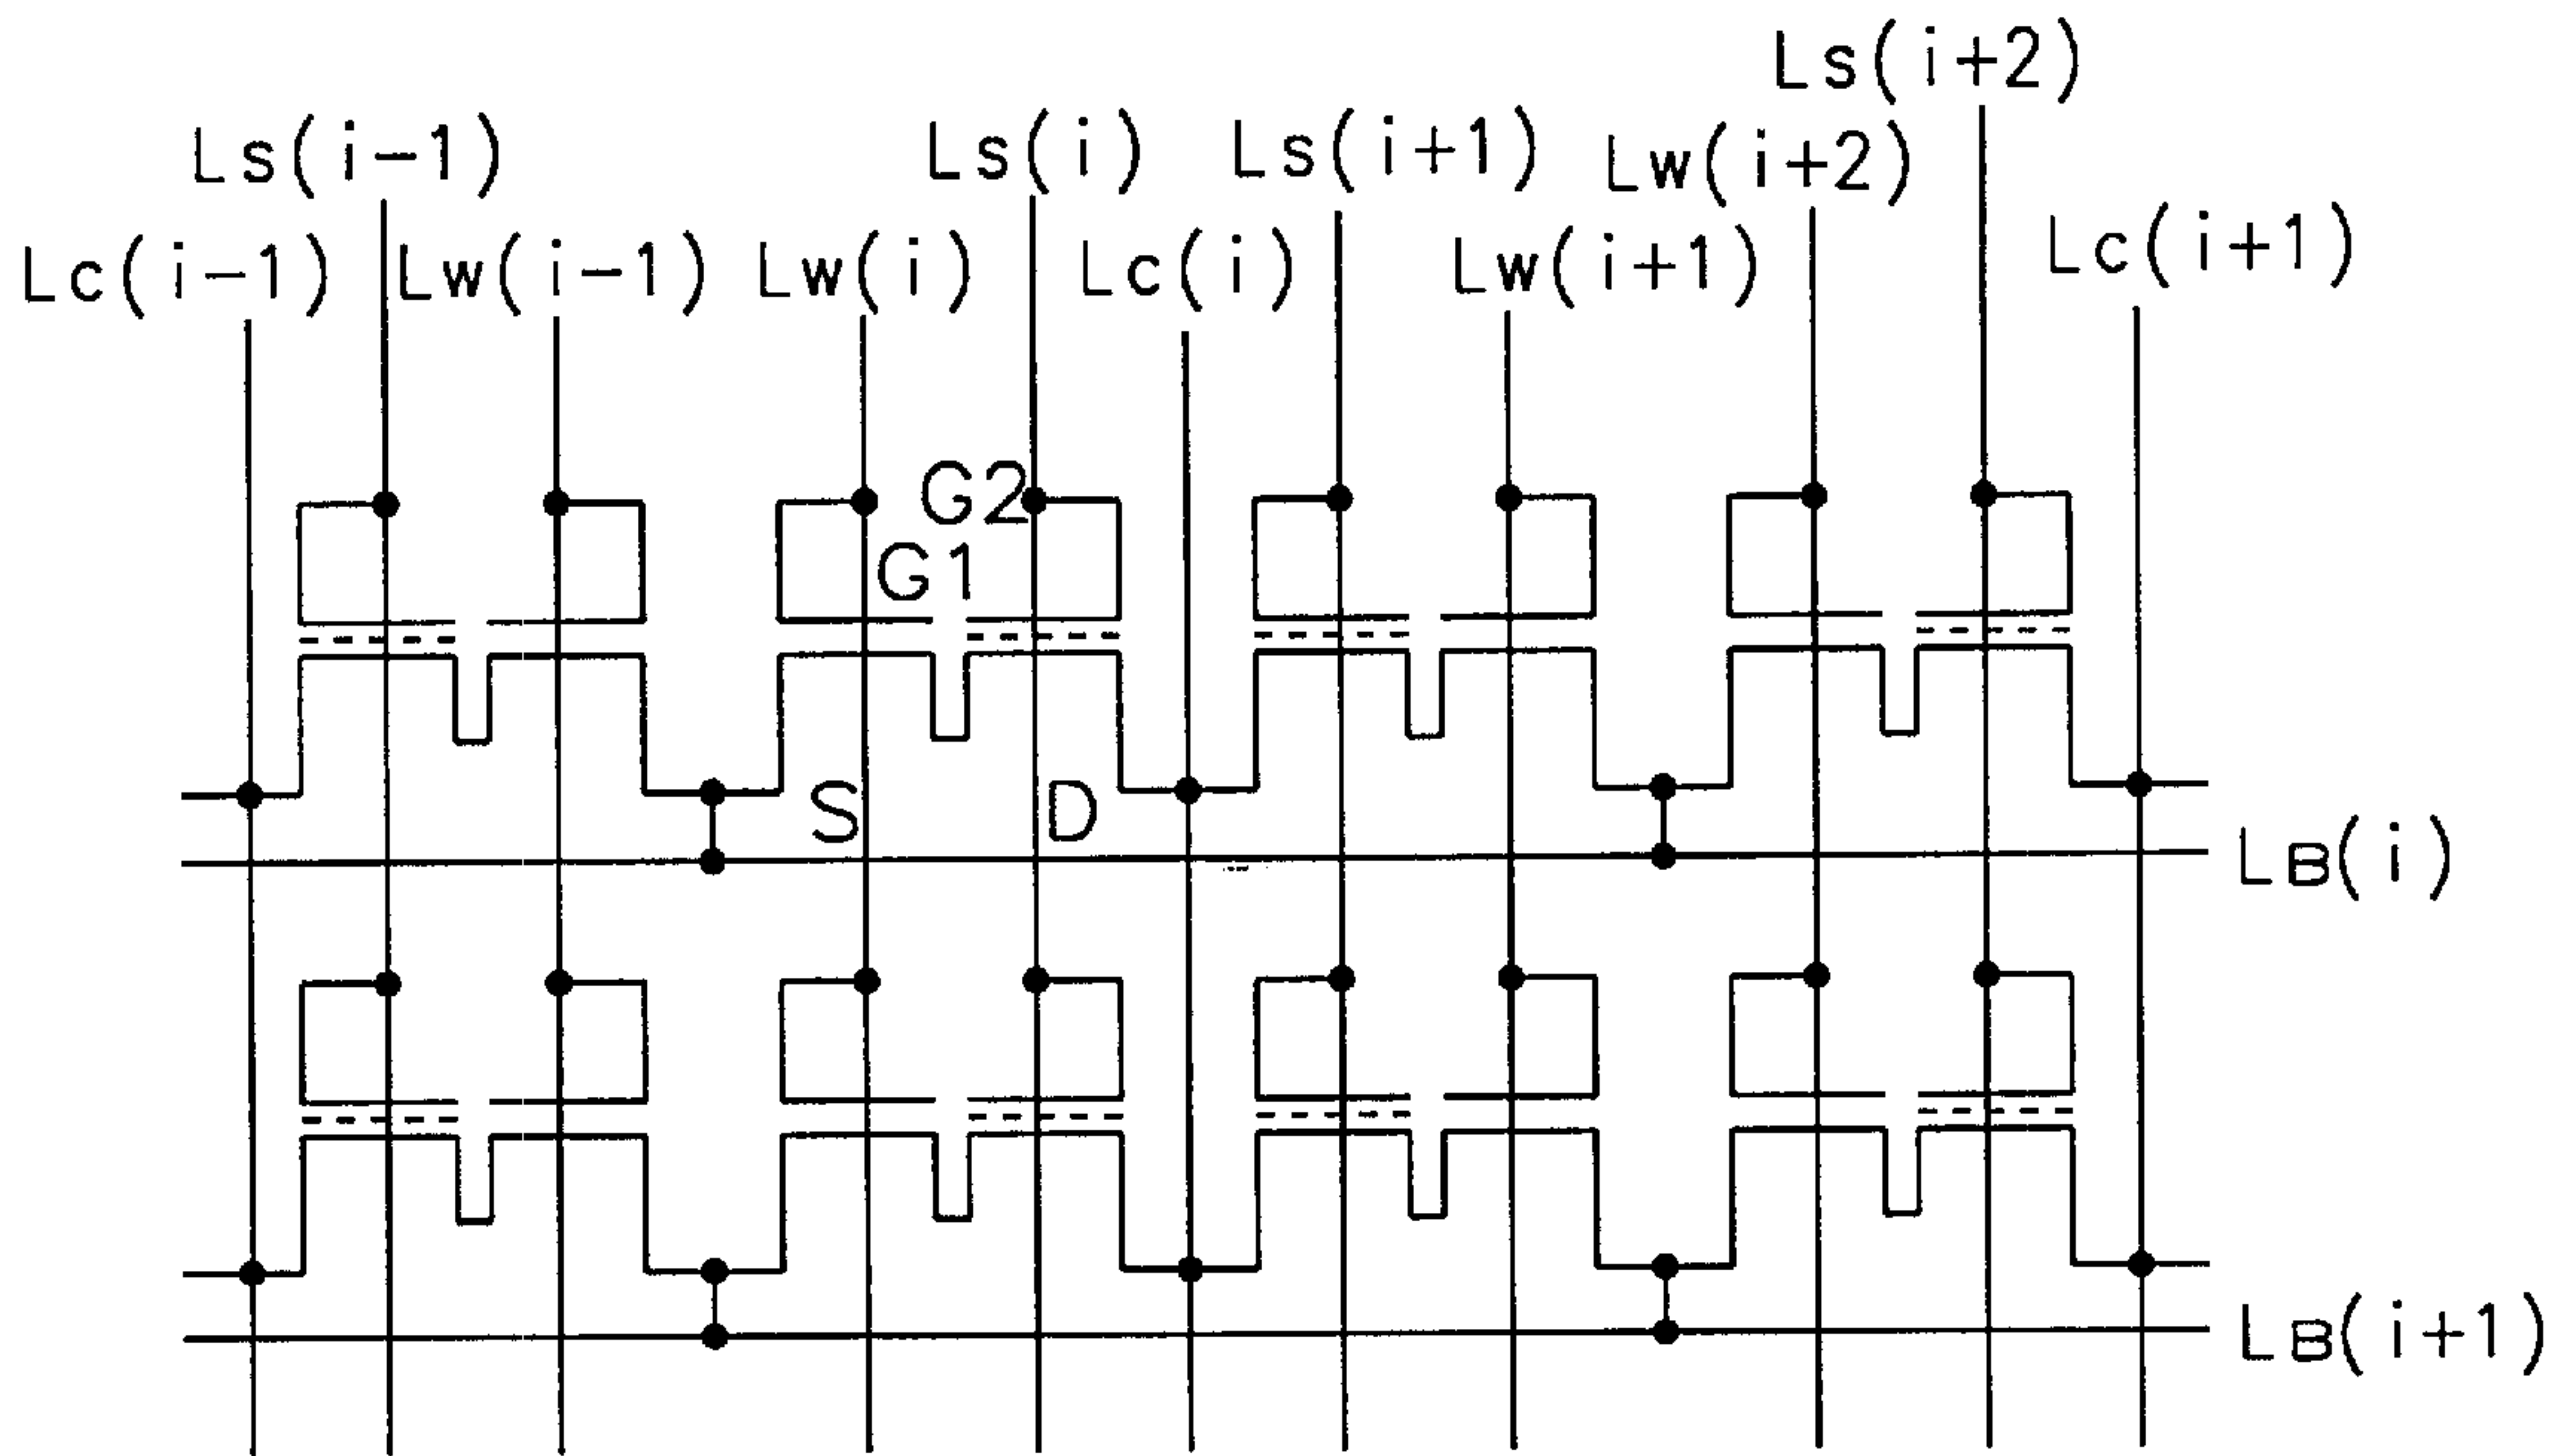 Ls(i+2)
Ls(i-1)
Ls(i)
Ls(i+1)
Lw(i+2)
Lc(i-1)
Lw(i-1)
Lw(i)
Lc(i)
Lw(i+1)
Lc(i+1)
G2
G1
S
D
LB(i)
LB(i+1)